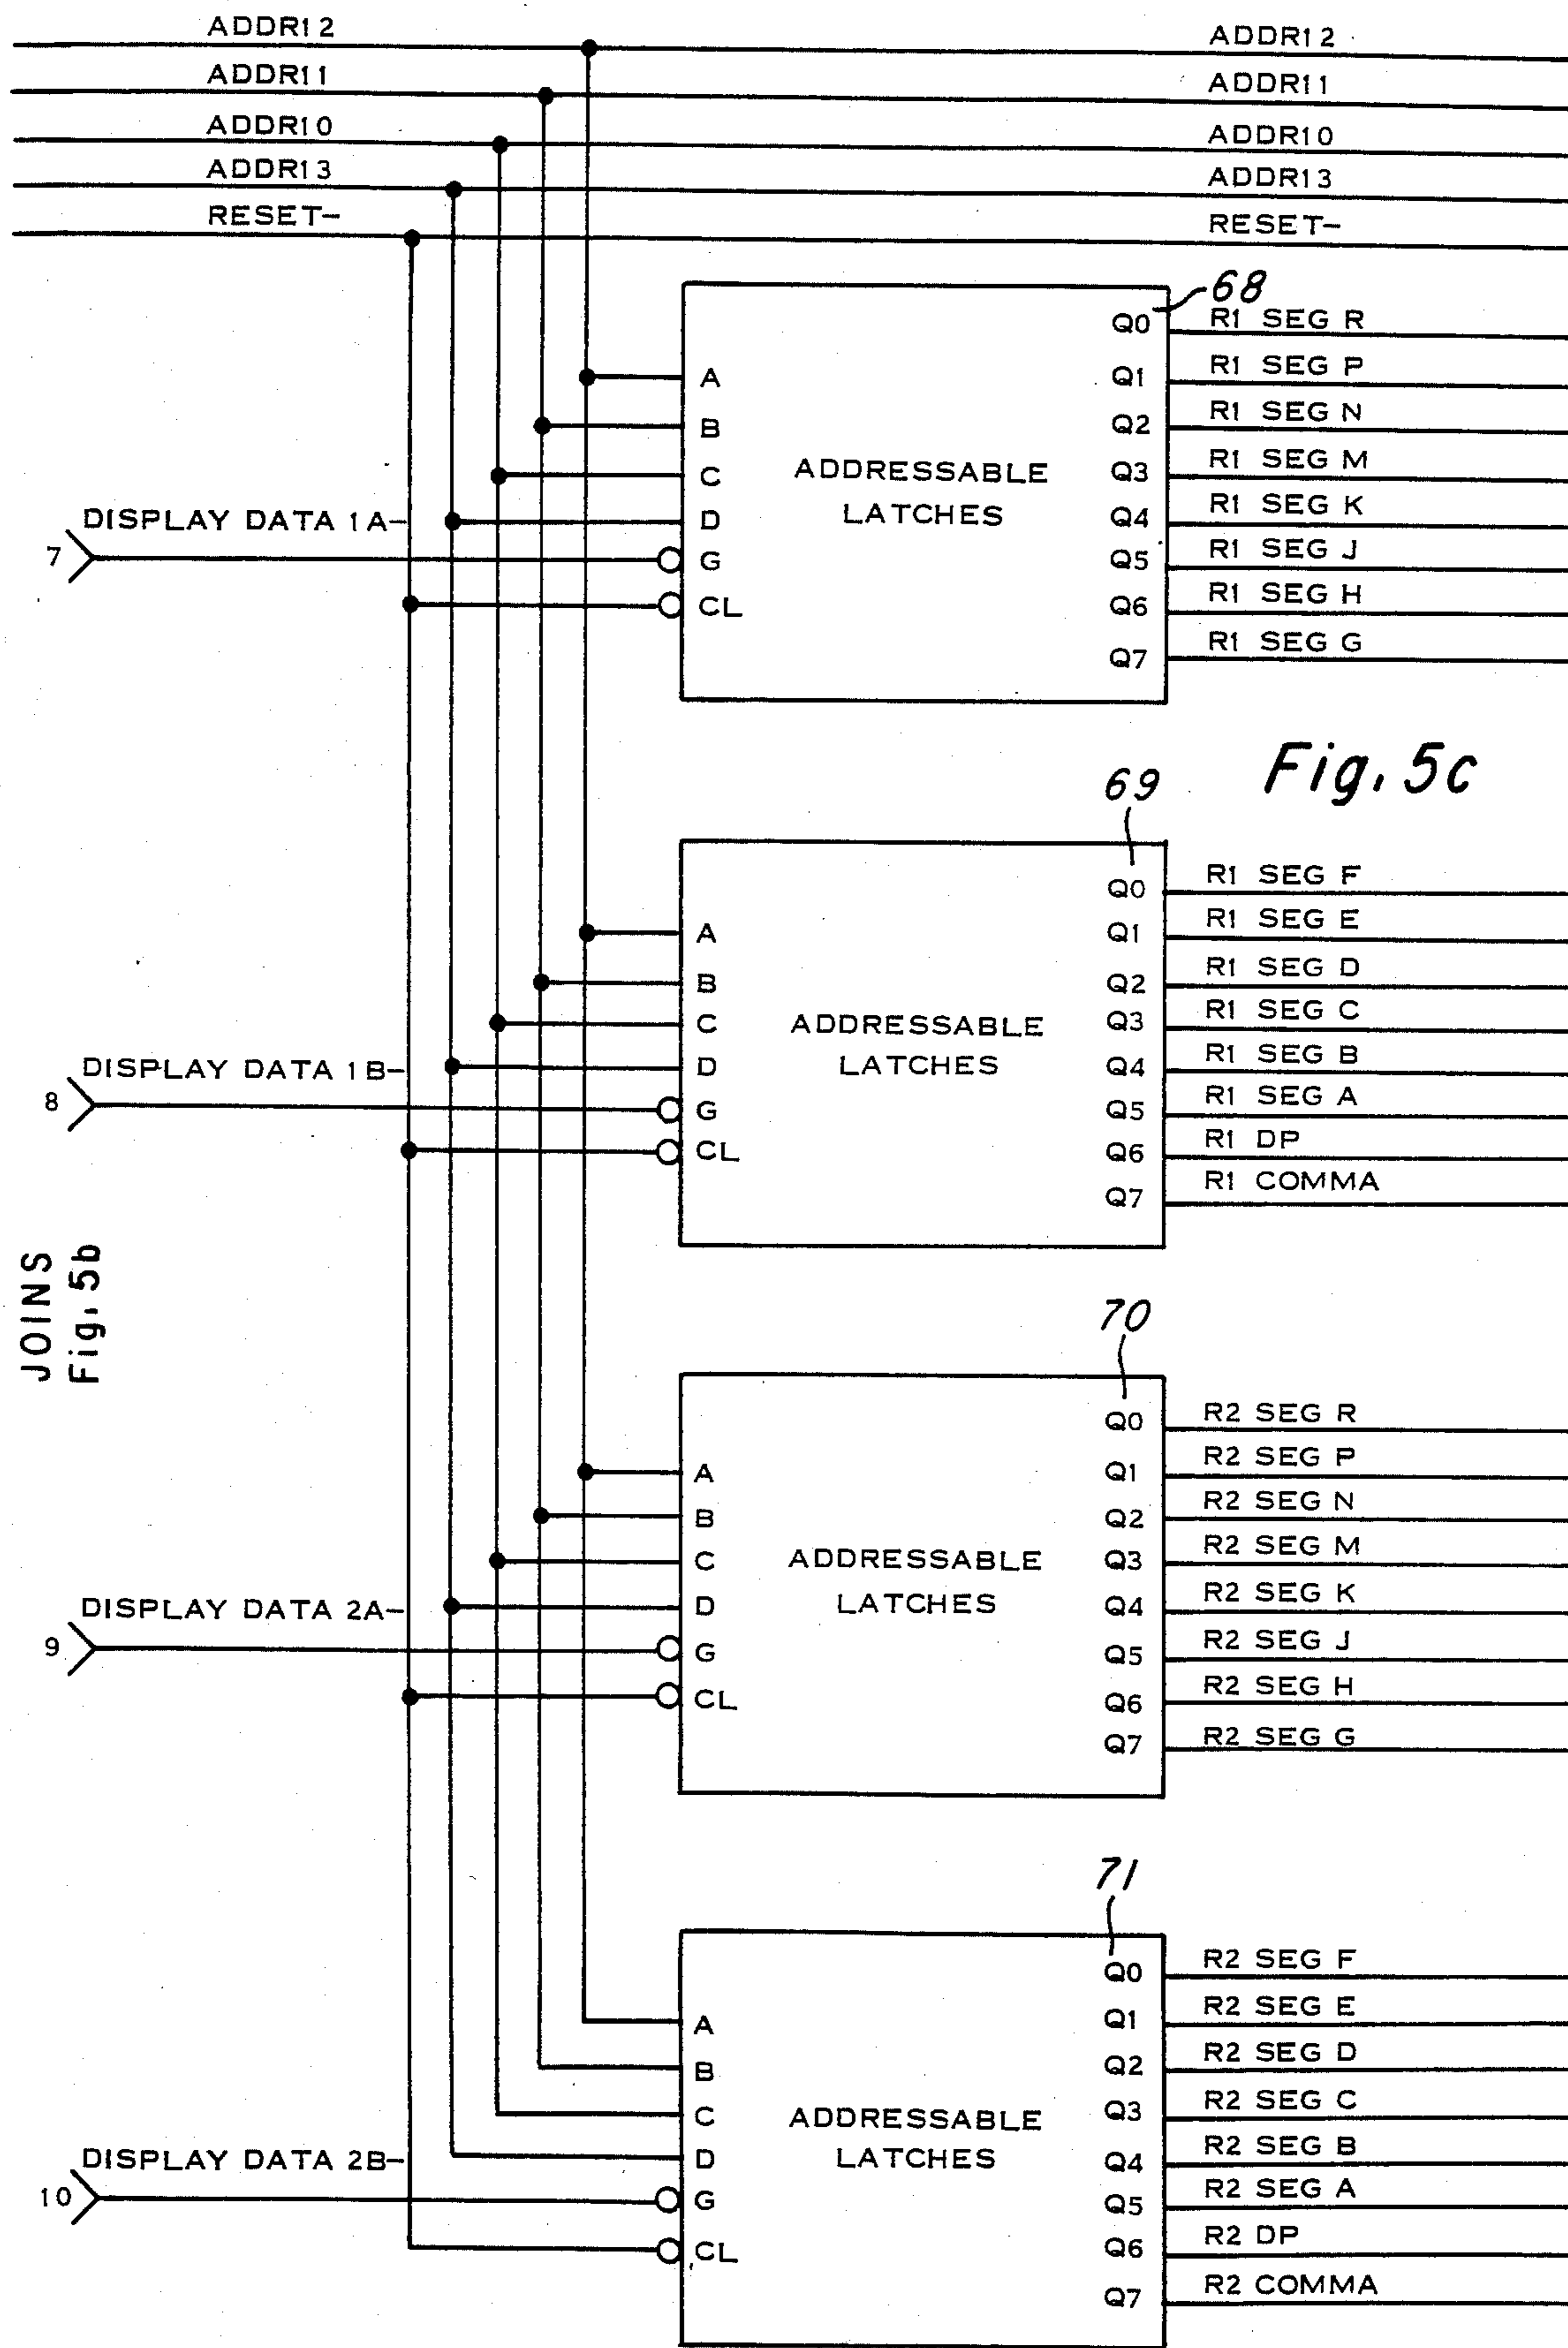 ADDR12 ADDR12
ADDR11 ADDR11
ADDR10 ADDR10
ADDR13 ADDR13
RESET- RESET-
68
Q0 R1 SEG R
A Q1 R1 SEG P
B Q2 R1 SEG N
C ADDRESSABLE Q3 R1 SEG M
DISPLAY DATA 1A- D LATCHES Q4 R1 SEG K
7 G Q5 R1 SEG J
CL Q6 R1 SEG H
Q7 R1 SEG G
Fig. 5c
69
Q0 R1 SEG F
A Q1 R1 SEG E
B Q2 R1 SEG D
C ADDRESSABLE Q3 R1 SEG C
DISPLAY DATA 1B- D LATCHES Q4 R1 SEG B
8 G Q5 R1 SEG A
CL Q6 R1 DP
Q7 R1 COMMA
JOINS
Fig. 5b
70
Q0 R2 SEG R
A Q1 R2 SEG P
B Q2 R2 SEG N
C ADDRESSABLE Q3 R2 SEG M
DISPLAY DATA 2A- D LATCHES Q4 R2 SEG K
9 G Q5 R2 SEG J
CL Q6 R2 SEG H
Q7 R2 SEG G
71
Q0 R2 SEG F
A Q1 R2 SEG E
B Q2 R2 SEG D
C ADDRESSABLE Q3 R2 SEG C
DISPLAY DATA 2B- D LATCHES Q4 R2 SEG B
10 G Q5 R2 SEG A
CL Q6 R2 DP
Q7 R2 COMMA